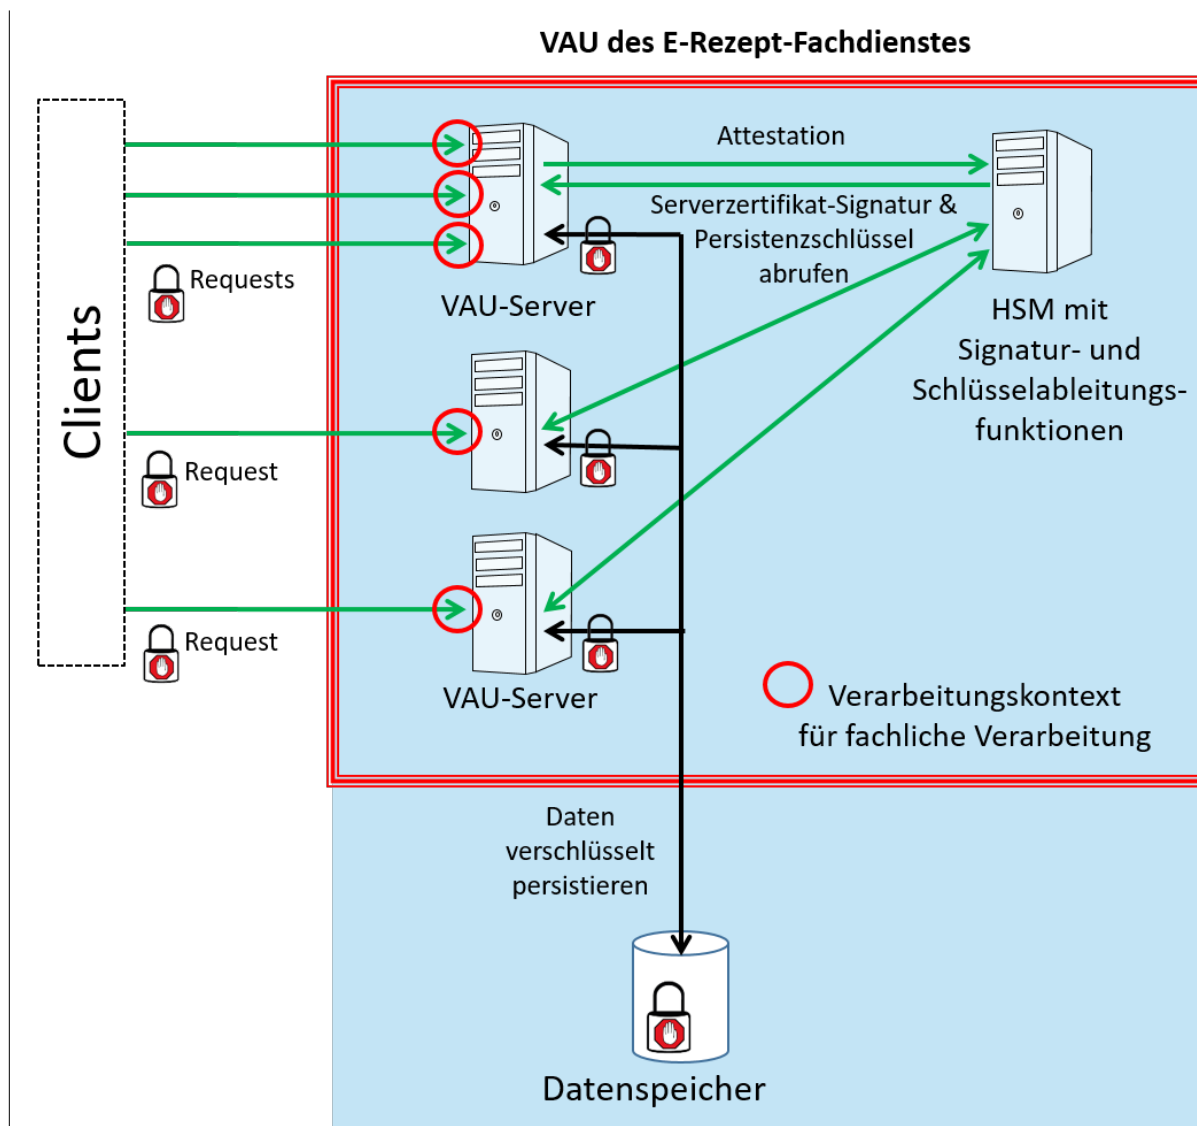 VAU des E-Rezept-Fachdienstes
Clients
Attestation
Serverzertifikat-Signatur &
Persistenzschlüssel
abrufen
Requests
VAU-Server
HSM mit
Signatur- und
Schlüsselableitungs-
funktionen
Request
Request
VAU-Server
Verarbeitungskontext
für fachliche Verarbeitung
Daten
verschlüsselt
persistieren
Datenspeicher